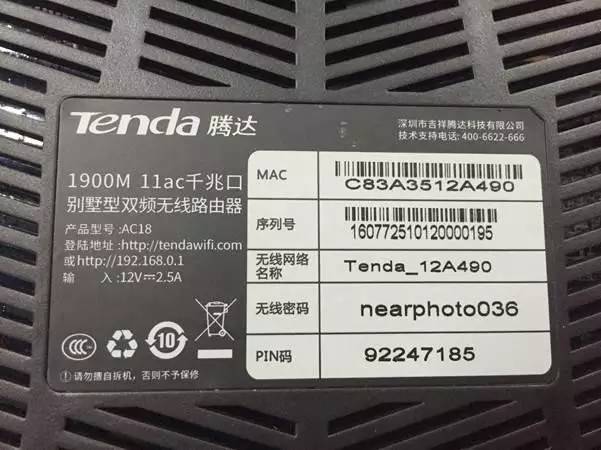 Tenda 腾达
深圳市吉祥腾达科技有限公司
技术支持电话: 400-6622-666
1900M 11ac千兆口
别墅型双频无线路由器
产品型号:AC18
登陆地址:http://tendawifi.com
或http://192.168.0.1
输 入:12V⎓2.5A
MAC
C83A3512A490
序列号
160772510120000195
无线网络
名称
Tenda_12A490
无线密码
nearphoto036
PIN码
92247185
CCC
10
!请勿擅自拆机，否则不予保修